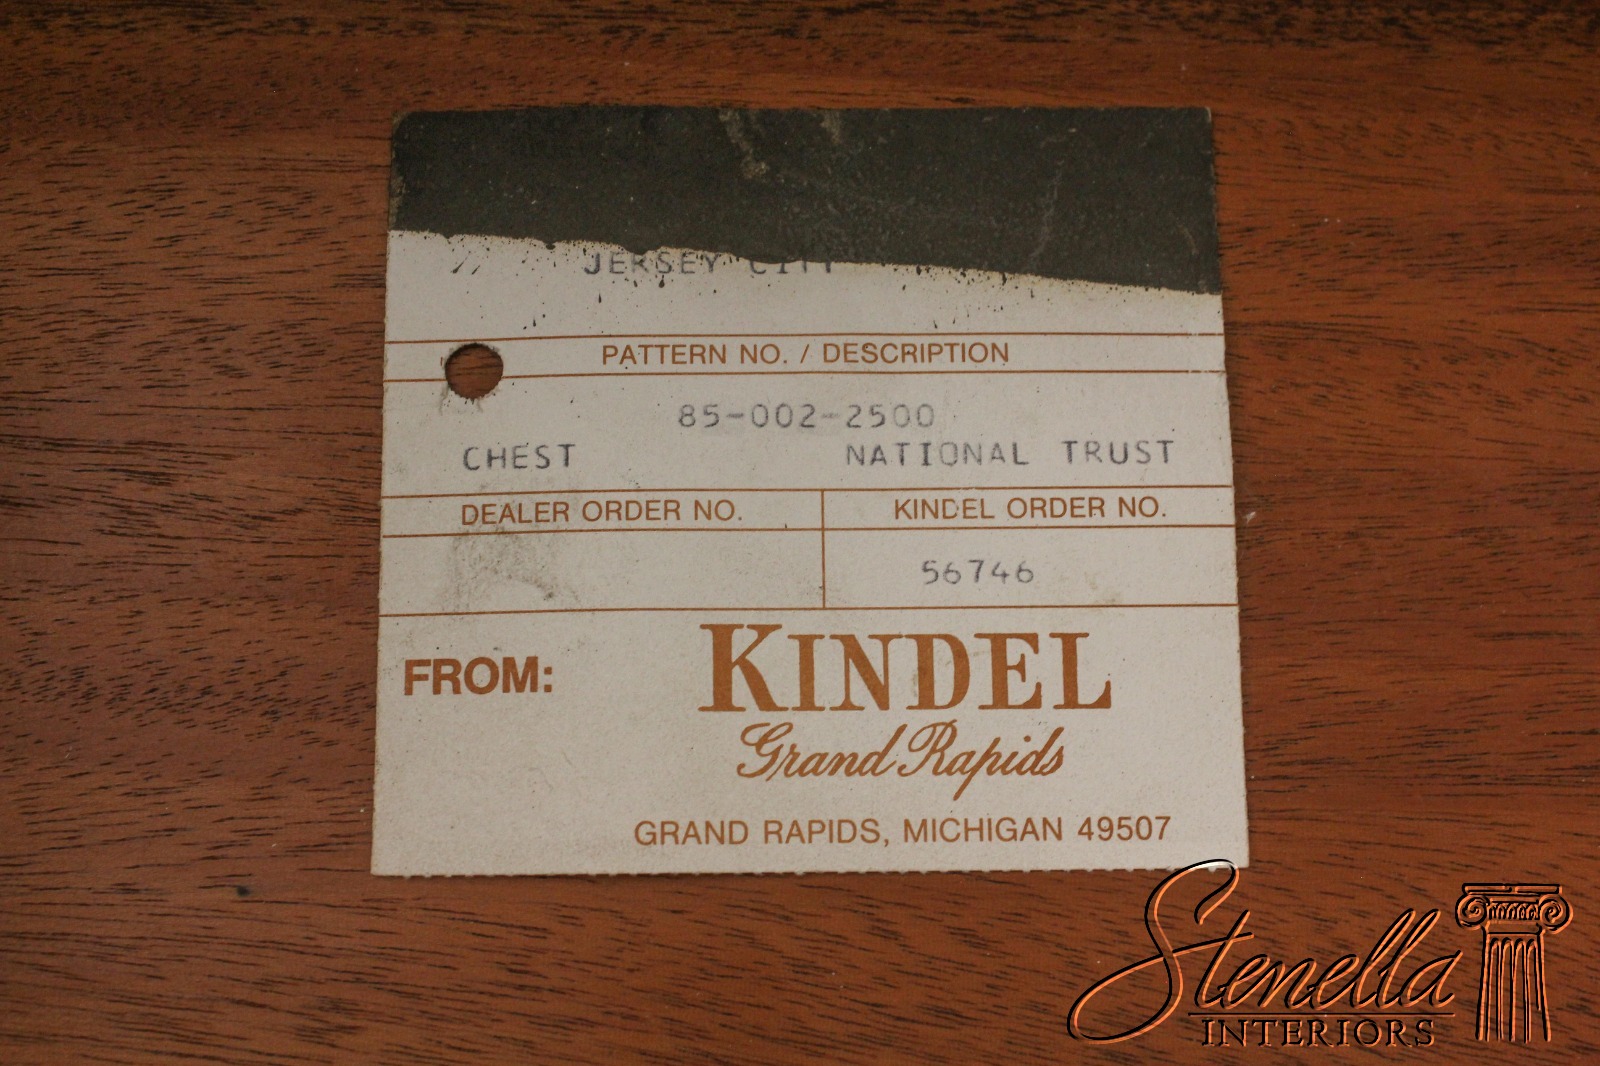 JERSEY CITY
PATTERN NO. / DESCRIPTION
85-002-2500
CHEST NATIONAL TRUST
DEALER ORDER NO. KINDEL ORDER NO.
56746
FROM: KINDEL
Grand Rapids
GRAND RAPIDS, MICHIGAN 49507
Stenella
INTERIORS